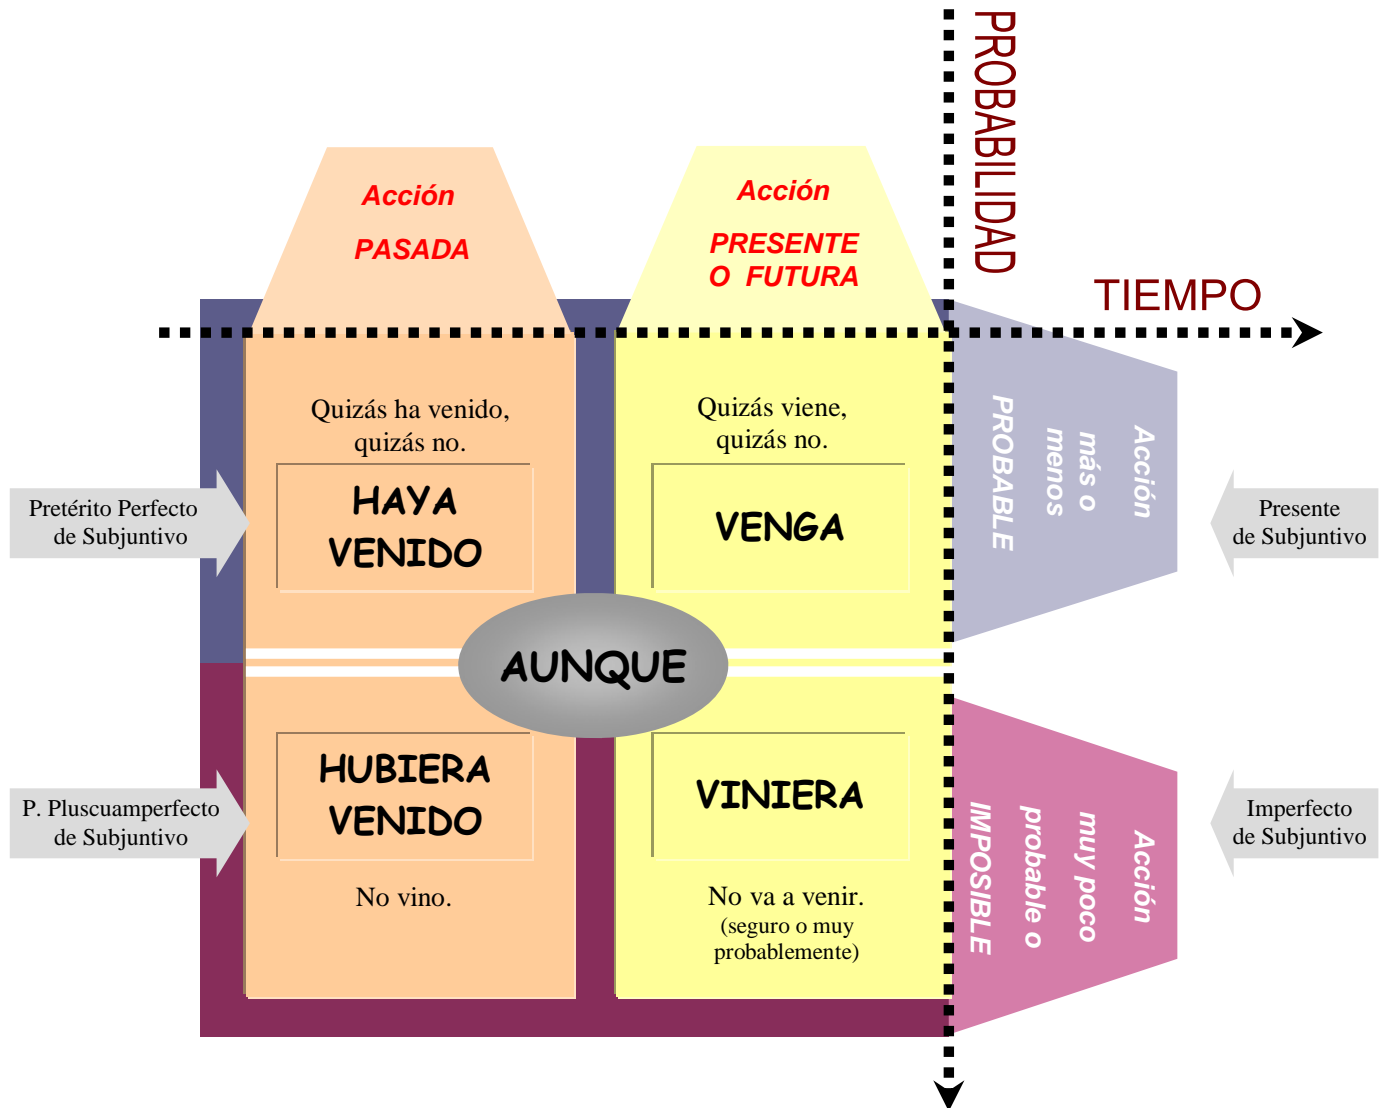 PROBABILIDAD
TIEMPO
Acción
PASADA
Acción
PRESENTE
O FUTURA
Quizás ha venido,
quizás no.
HAYA
VENIDO
Quizás viene,
quizás no.
VENGA
Acción
más o
menos
PROBABLE
Pretérito Perfecto
de Subjuntivo
Presente
de Subjuntivo
AUNQUE
HUBIERA
VENIDO
No vino.
VINIERA
No va a venir.
(seguro o muy
probablemente)
Acción
muy poco
probable o
IMPOSIBLE
P. Pluscuamperfecto
de Subjuntivo
Imperfecto
de Subjuntivo